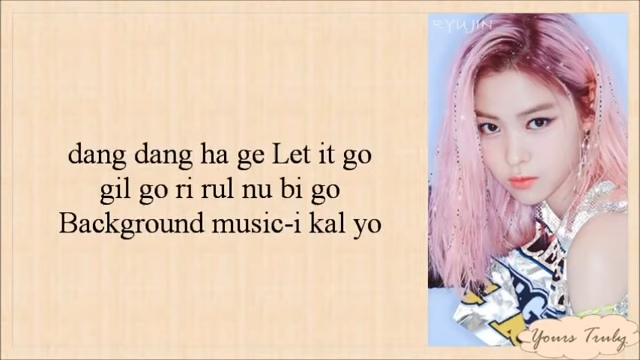 RYUJIN
dang dang ha ge Let it go
gil go ri rul nu bi go
Background music-i kal yo
Yours Truly